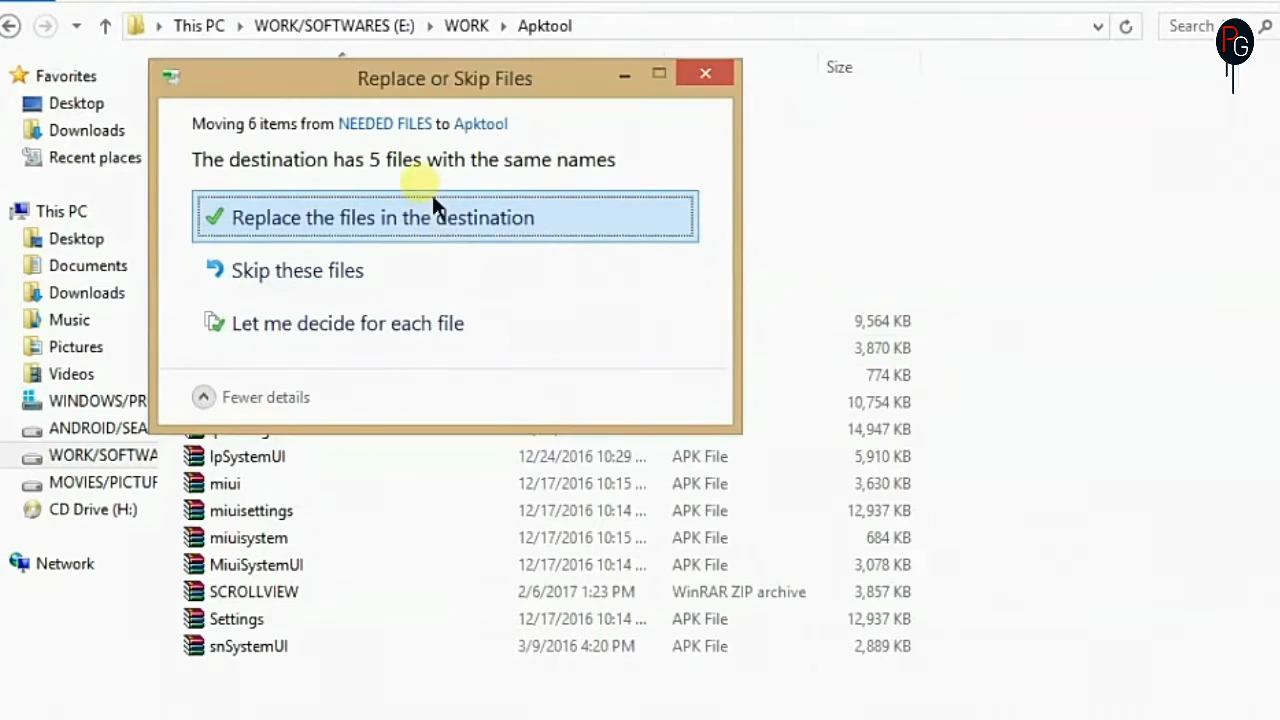 This PC
WORK/SOFTWARES (E:)
WORK
Apktool
Search
PG
Favorites
Desktop
Downloads
Recent places
This PC
Desktop
Documents
Downloads
Music
Pictures
Videos
WINDOWS/PR
ANDROID/SEA
WORK/SOFTWA
MOVIES/PICTUF
CD Drive (H:)
Network
Replace or Skip Files
Moving 6 items from NEEDED FILES to Apktool
The destination has 5 files with the same names
Replace the files in the destination
Skip these files
Let me decide for each file
Fewer details
Size
9,564 KB
3,870 KB
774 KB
10,754 KB
14,947 KB
lpSystemUI 12/24/2016 10:29 ... APK File 5,910 KB
miui 12/17/2016 10:15 ... APK File 3,630 KB
miuisettings 12/17/2016 10:14 ... APK File 12,937 KB
miuisystem 12/17/2016 10:15 ... APK File 684 KB
MiuiSystemUI 12/17/2016 10:14 ... APK File 3,078 KB
SCROLLVIEW 2/6/2017 1:23 PM WinRAR ZIP archive 3,857 KB
Settings 12/17/2016 10:14 ... APK File 12,937 KB
snSystemUI 3/9/2016 4:20 PM APK File 2,889 KB